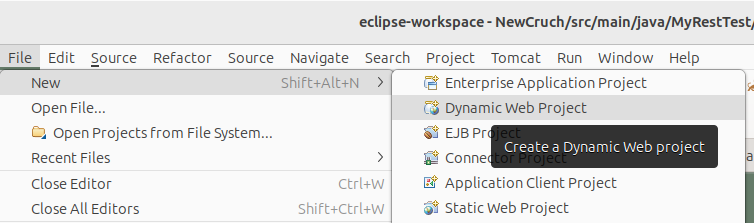 eclipse-workspace - NewCruch/src/main/java/MyRestTest/
File Edit Source Refactor Source Navigate Search Project Tomcat Run Window Help
New Shift+Alt+N >
Open File...
Open Projects from File System...
Recent Files >
Close Editor Ctrl+W
Close All Editors Shift+Ctrl+W
Enterprise Application Project
Dynamic Web Project
EJB Project
Create a Dynamic Web project
Connector Project
Application Client Project
Static Web Project